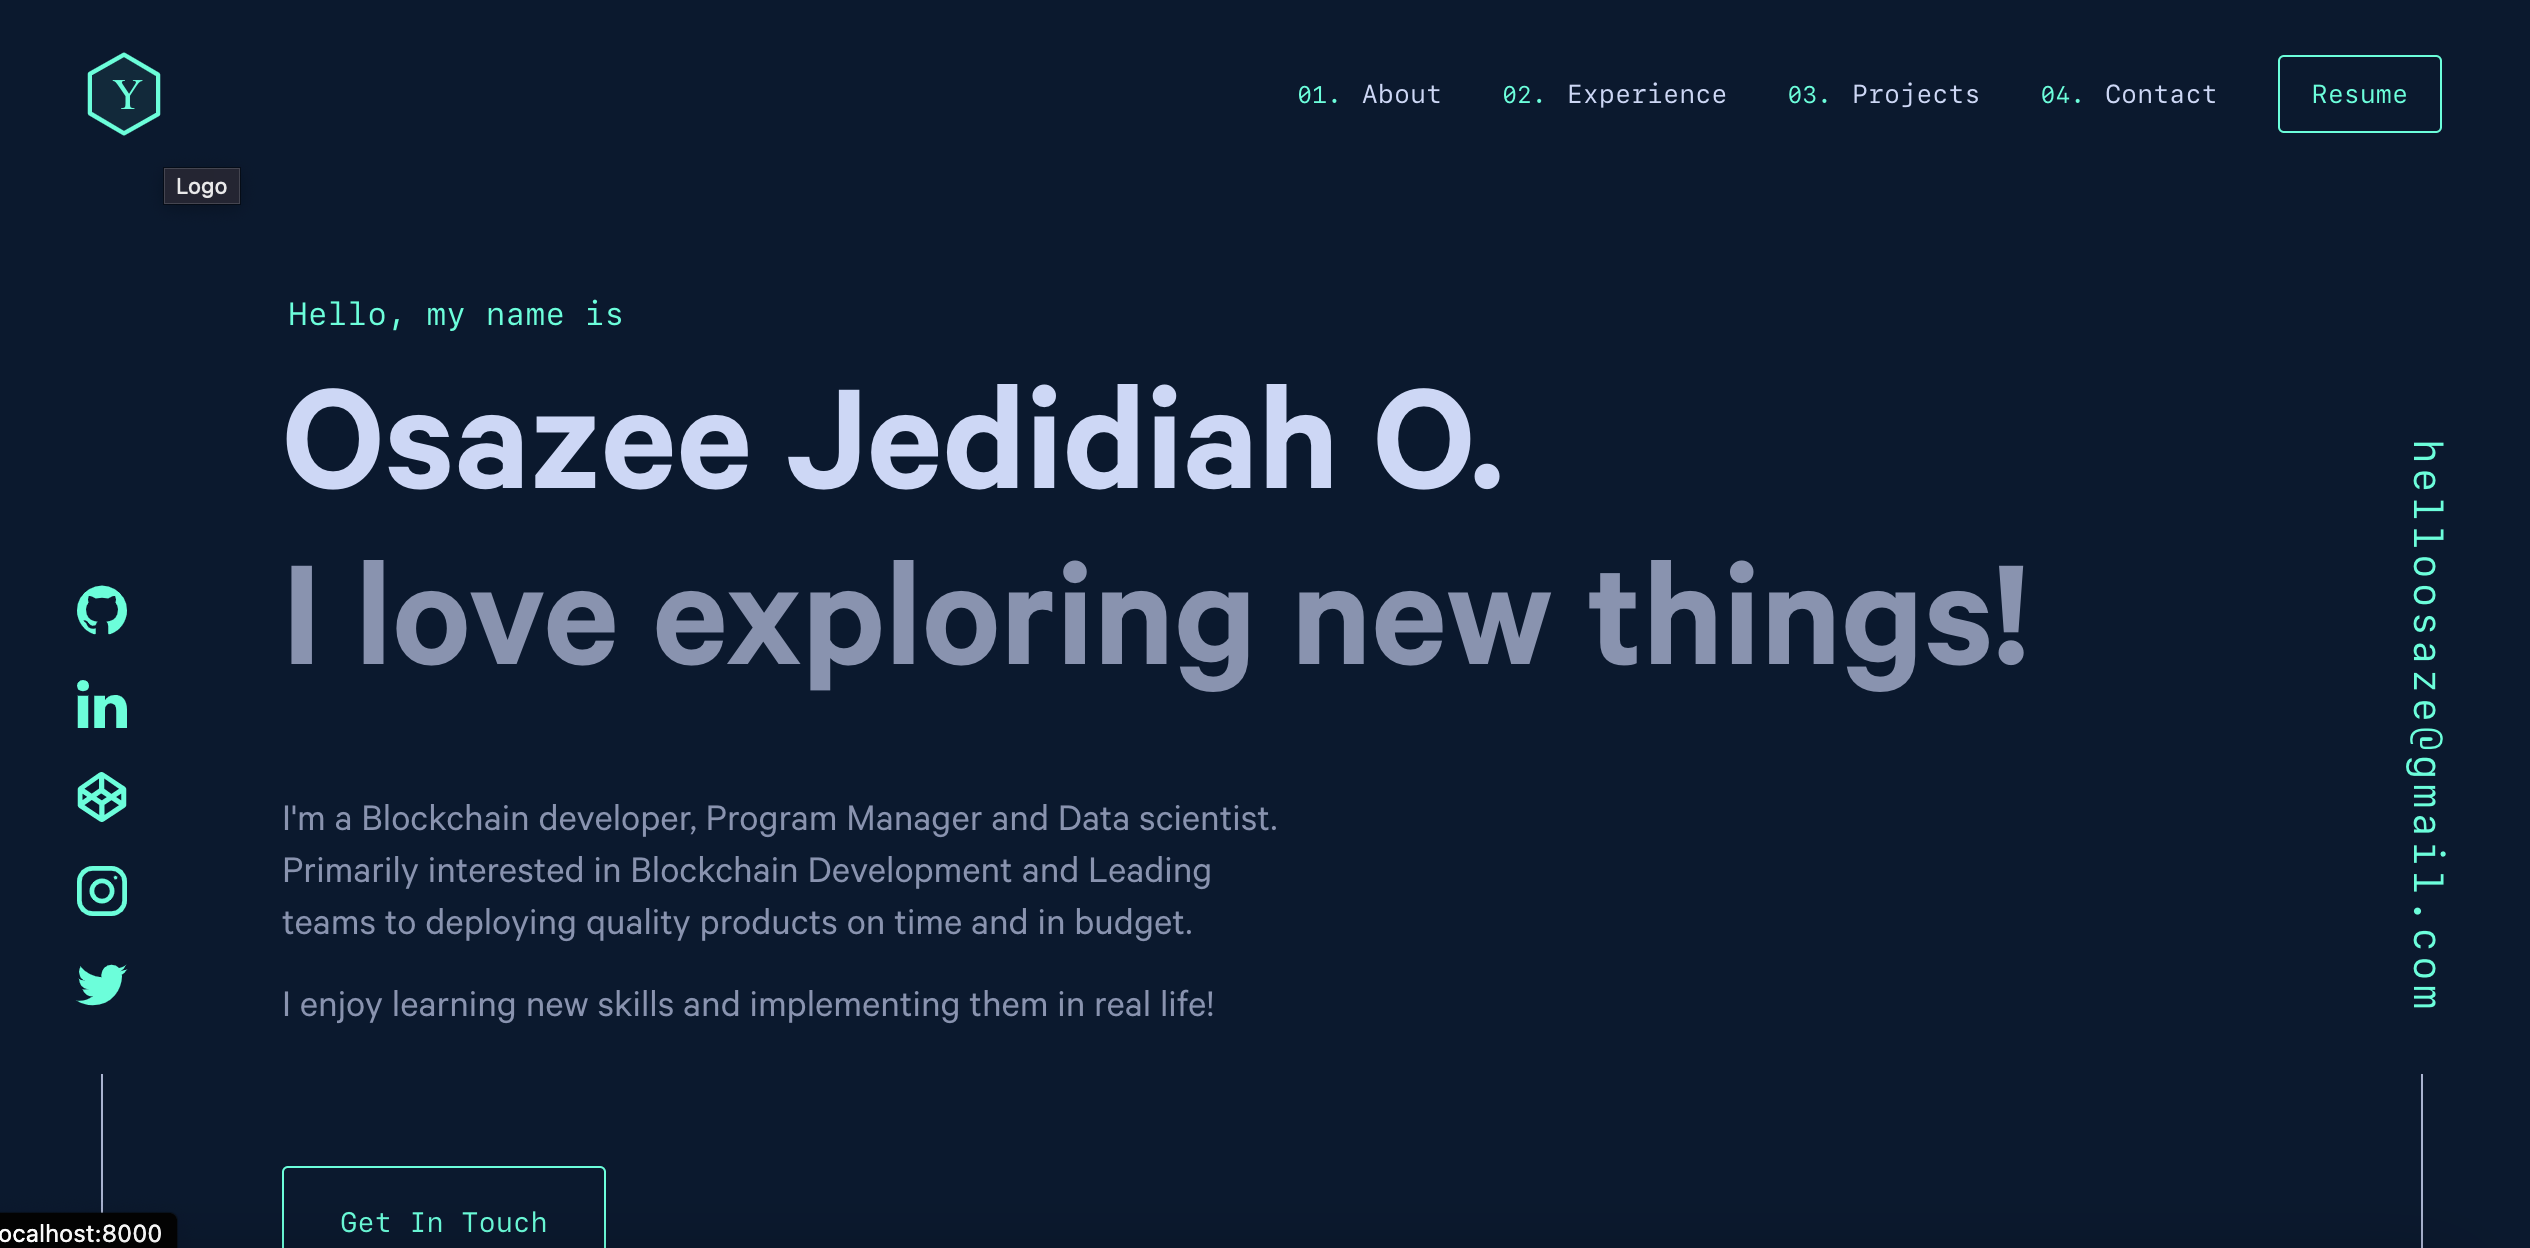 Y
01. About 02. Experience 03. Projects 04. Contact Resume
Logo
Hello, my name is
Osazee Jedidiah O.
I love exploring new things!
in
I'm a Blockchain developer, Program Manager and Data scientist.
Primarily interested in Blockchain Development and Leading
teams to deploying quality products on time and in budget.
I enjoy learning new skills and implementing them in real life!
helloosaze@gmail.com
Get In Touch
ocalhost:8000